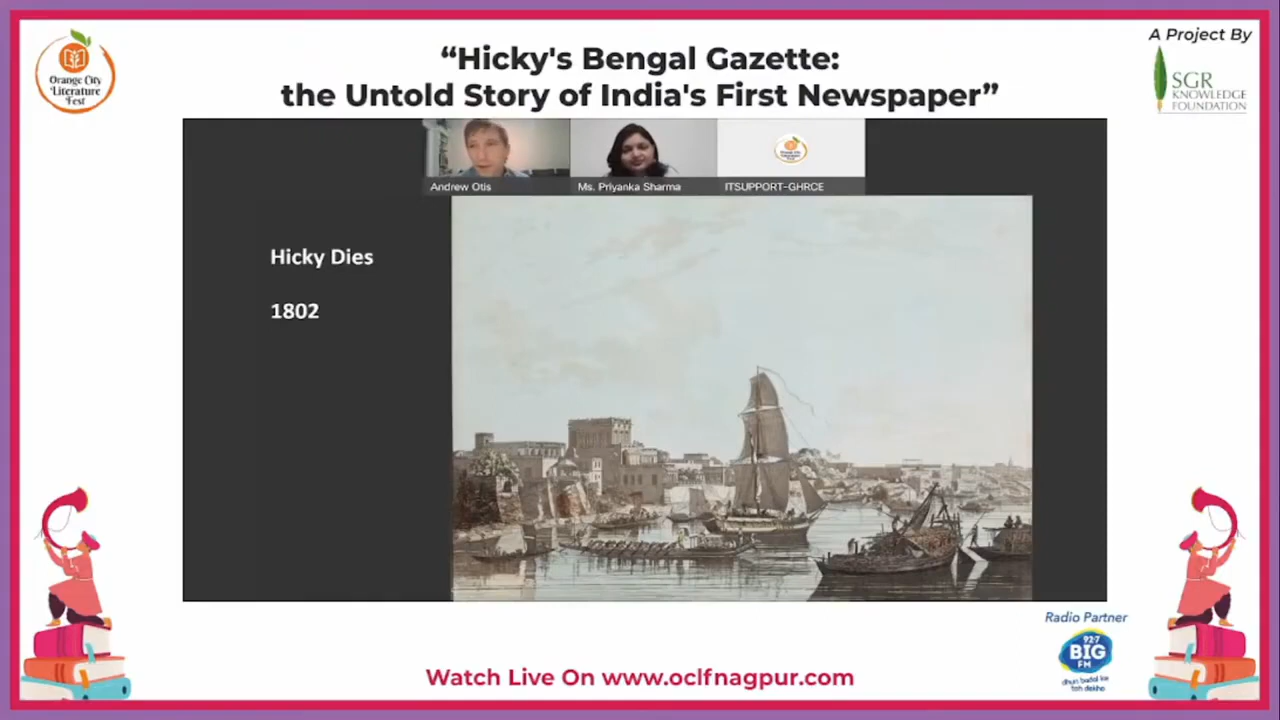 Orange City
Literature
Fest
“Hicky's Bengal Gazette:
the Untold Story of India's First Newspaper”
A Project By
SGR
KNOWLEDGE
FOUNDATION
Andrew Otis
Ms. Priyanka Sharma
ITSUPPORT-GHRCE
Hicky Dies
1802
Radio Partner
92.7
BIG
FM
dhun badal ke
toh dekho
Watch Live On www.oclfnagpur.com